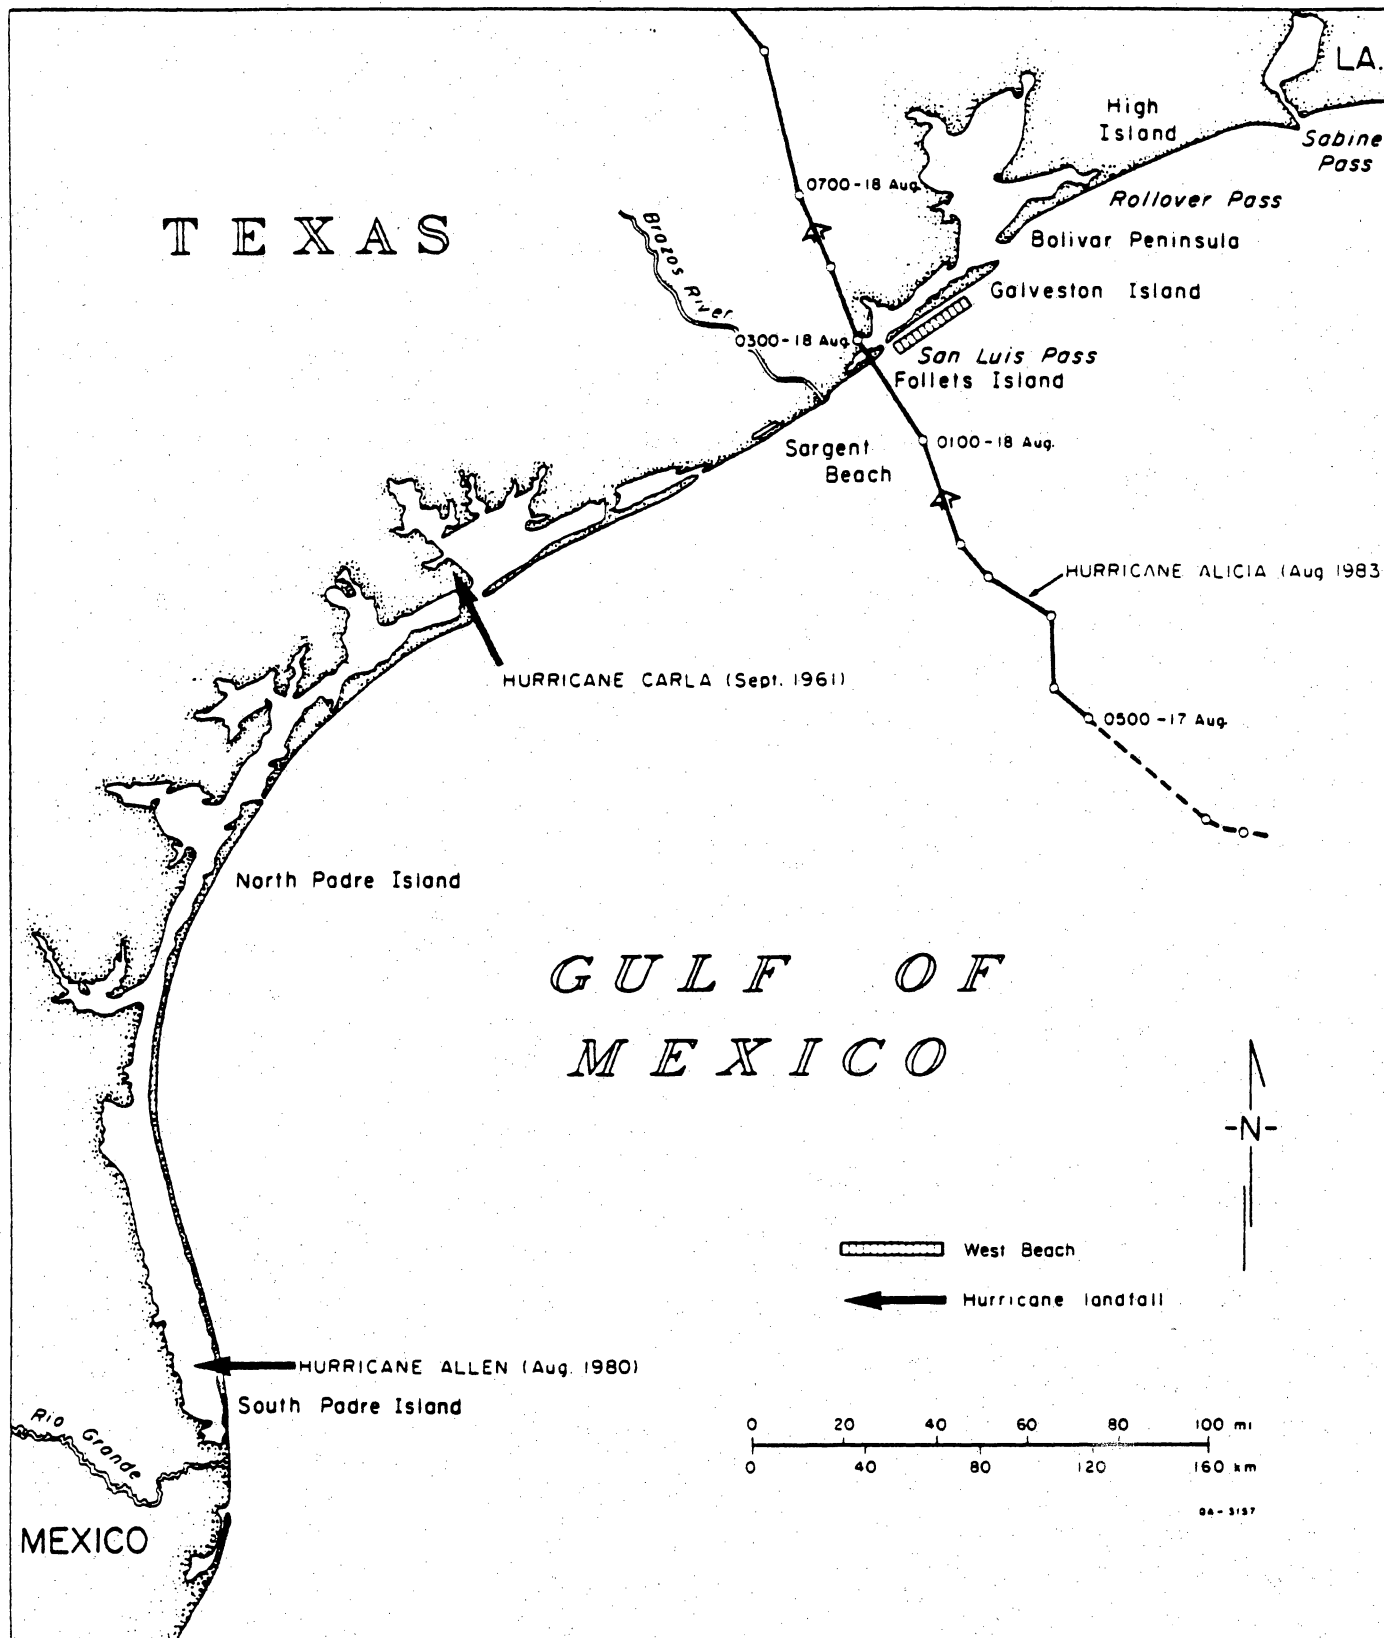 LA.
High
Island
Sabine
Pass
0700-18 Aug.
Rollover Pass
TEXAS
Brazos River
Bolivar Peninsula
Galveston Island
0300-18 Aug.
San Luis Pass
Follets Island
0100-18 Aug.
Sargent
Beach
HURRICANE ALICIA (Aug 1983
HURRICANE CARLA (Sept. 1961)
0500-17 Aug.
North Padre Island
GULF OF
MEXICO
-N-
West Beach
Hurricane landfall
HURRICANE ALLEN (Aug. 1980)
South Padre Island
Rio Grande
0 20 40 60 80 100 mi
0 40 80 120 160 km
QA-3157
MEXICO